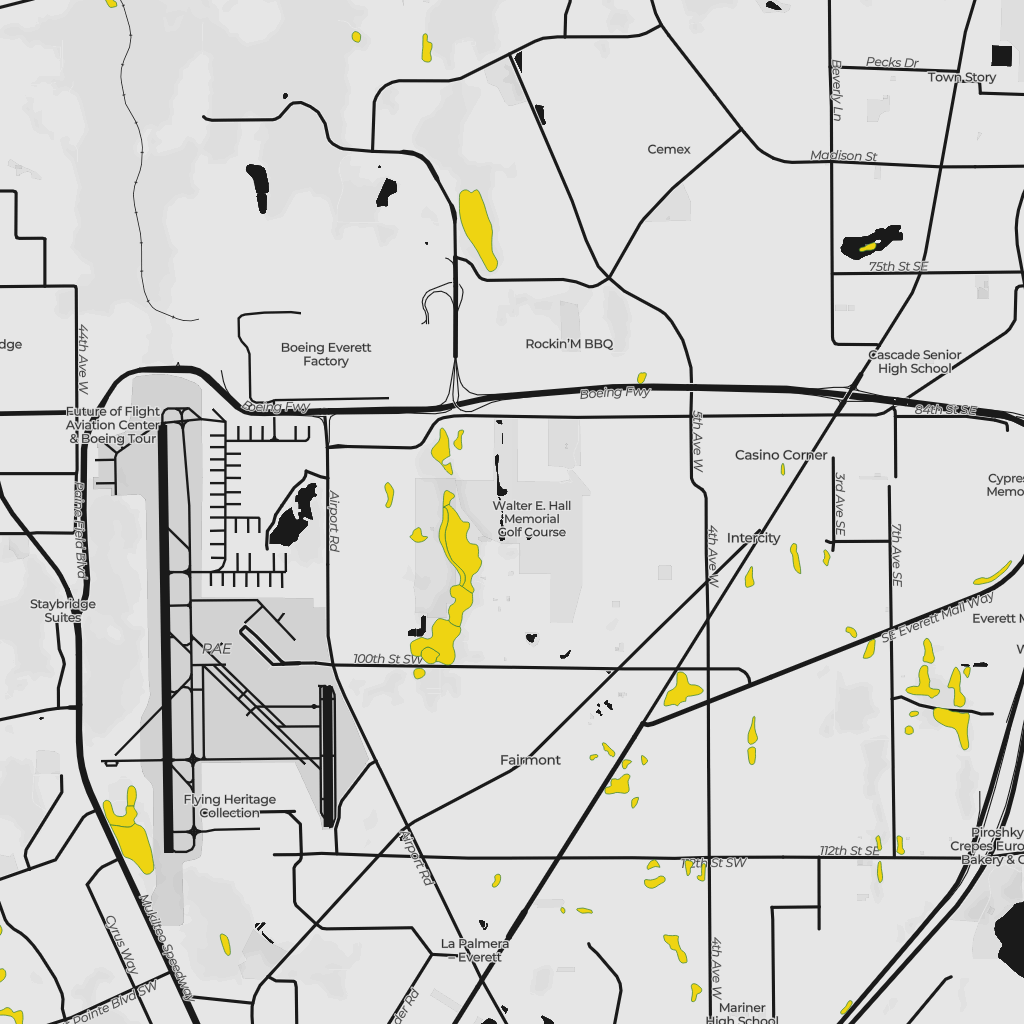 Pecks Dr
Town Story
Beverly Ln
Cemex
Madison St
75th St SE
44th Ave W
dge
Boeing Everett
Factory
Rockin'M BBQ
Cascade Senior
High School
Boeing Fwy
Boeing Fwy
84th St SE
Future of Flight
Aviation Center
& Boeing Tour
5th Ave W
Casino Corner
3rd Ave SE
Cypres
Memo
Paine Field Blvd
Airport Rd
Walter E. Hall
Memorial
Golf Course
4th Ave W
Intercity
7th Ave SE
Staybridge
Suites
SE Everett Mall Way
Everett M
PAE
100th St SW
W
Fairmont
Flying Heritage
Collection
Airport Rd
112th St SW
112th St SE
Piroshky
Crepes Euro
Bakery & C
Mukilteo Speedway
Cyrus Way
La Palmera
– Everett
4th Ave W
t Pointe Blvd SW
der Rd
Mariner
High School